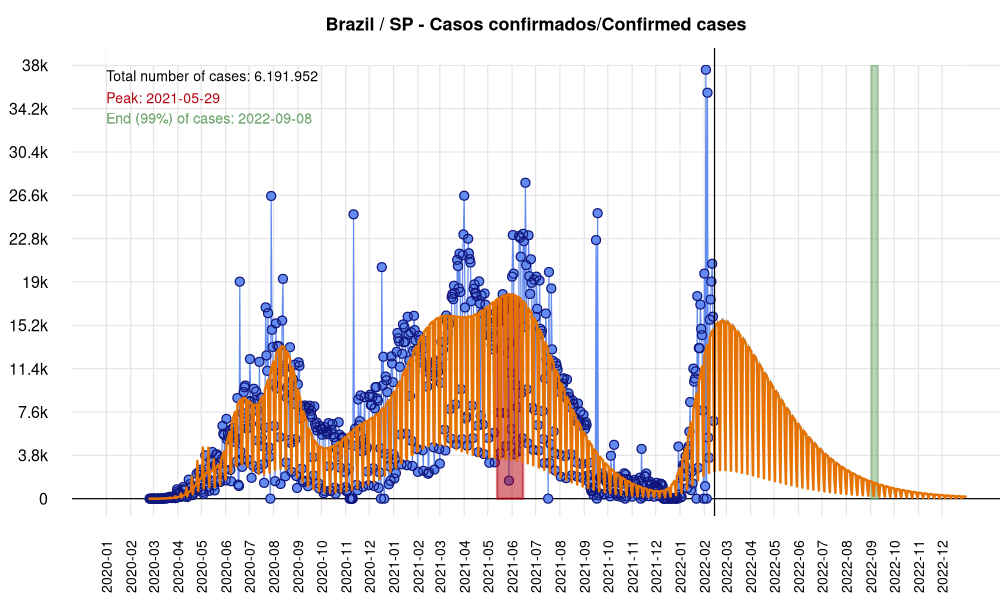 Brazil / SP - Casos confirmados/Confirmed cases
38k
Total number of cases: 6.191.952
Peak: 2021-05-29
34.2k
End (99%) of cases: 2022-09-08
30.4k
26.6k
22.8k
19k
15.2k
11.4k
7.6k
3.8k
0
2020-01
2020-02
2020-03
2020-04
2020-05
2020-06
2020-07
2020-08
2020-09
2020-10
2020-11
2020-12
2021-01
2021-02
2021-03
2021-04
2021-05
2021-06
2021-07
2021-08
2021-09
2021-10
2021-11
2021-12
2022-01
2022-02
2022-03
2022-04
2022-05
2022-06
2022-07
2022-08
2022-09
2022-10
2022-11
2022-12